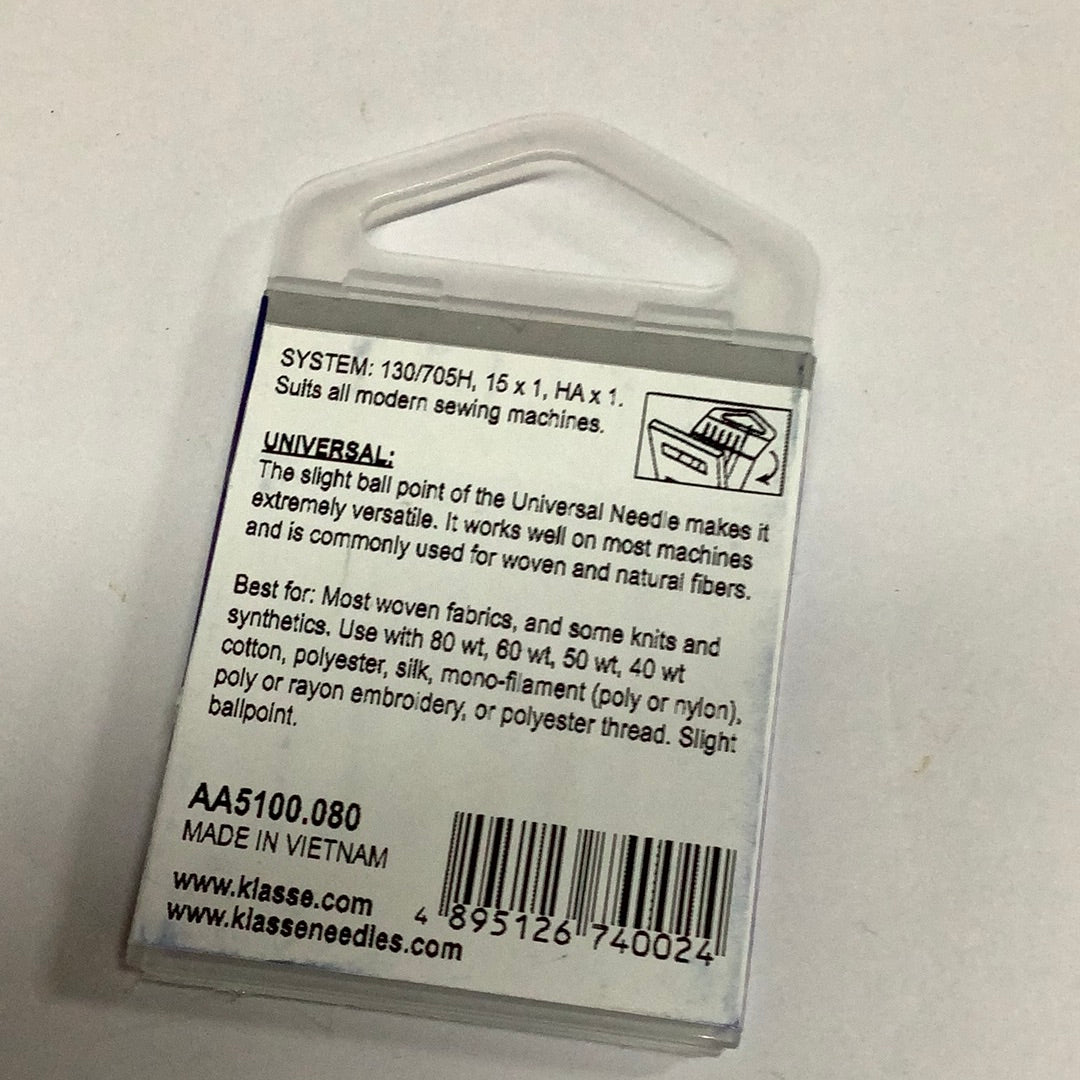 SYSTEM: 130/705H, 15 x 1, HA x 1.
Suits all modern sewing machines.
UNIVERSAL:
The slight ball point of the Universal Needle makes it
extremely versatile. It works well on most machines
and is commonly used for woven and natural fibers.
Best for: Most woven fabrics, and some knits and
synthetics. Use with 80 wt, 60 wt, 50 wt, 40 wt
cotton, polyester, silk, mono-filament (poly or nylon),
poly or rayon embroidery, or polyester thread. Slight
ballpoint.
AA5100.080
MADE IN VIETNAM
www.klasse.com
www.klasseneedles.com
4 895126 740024